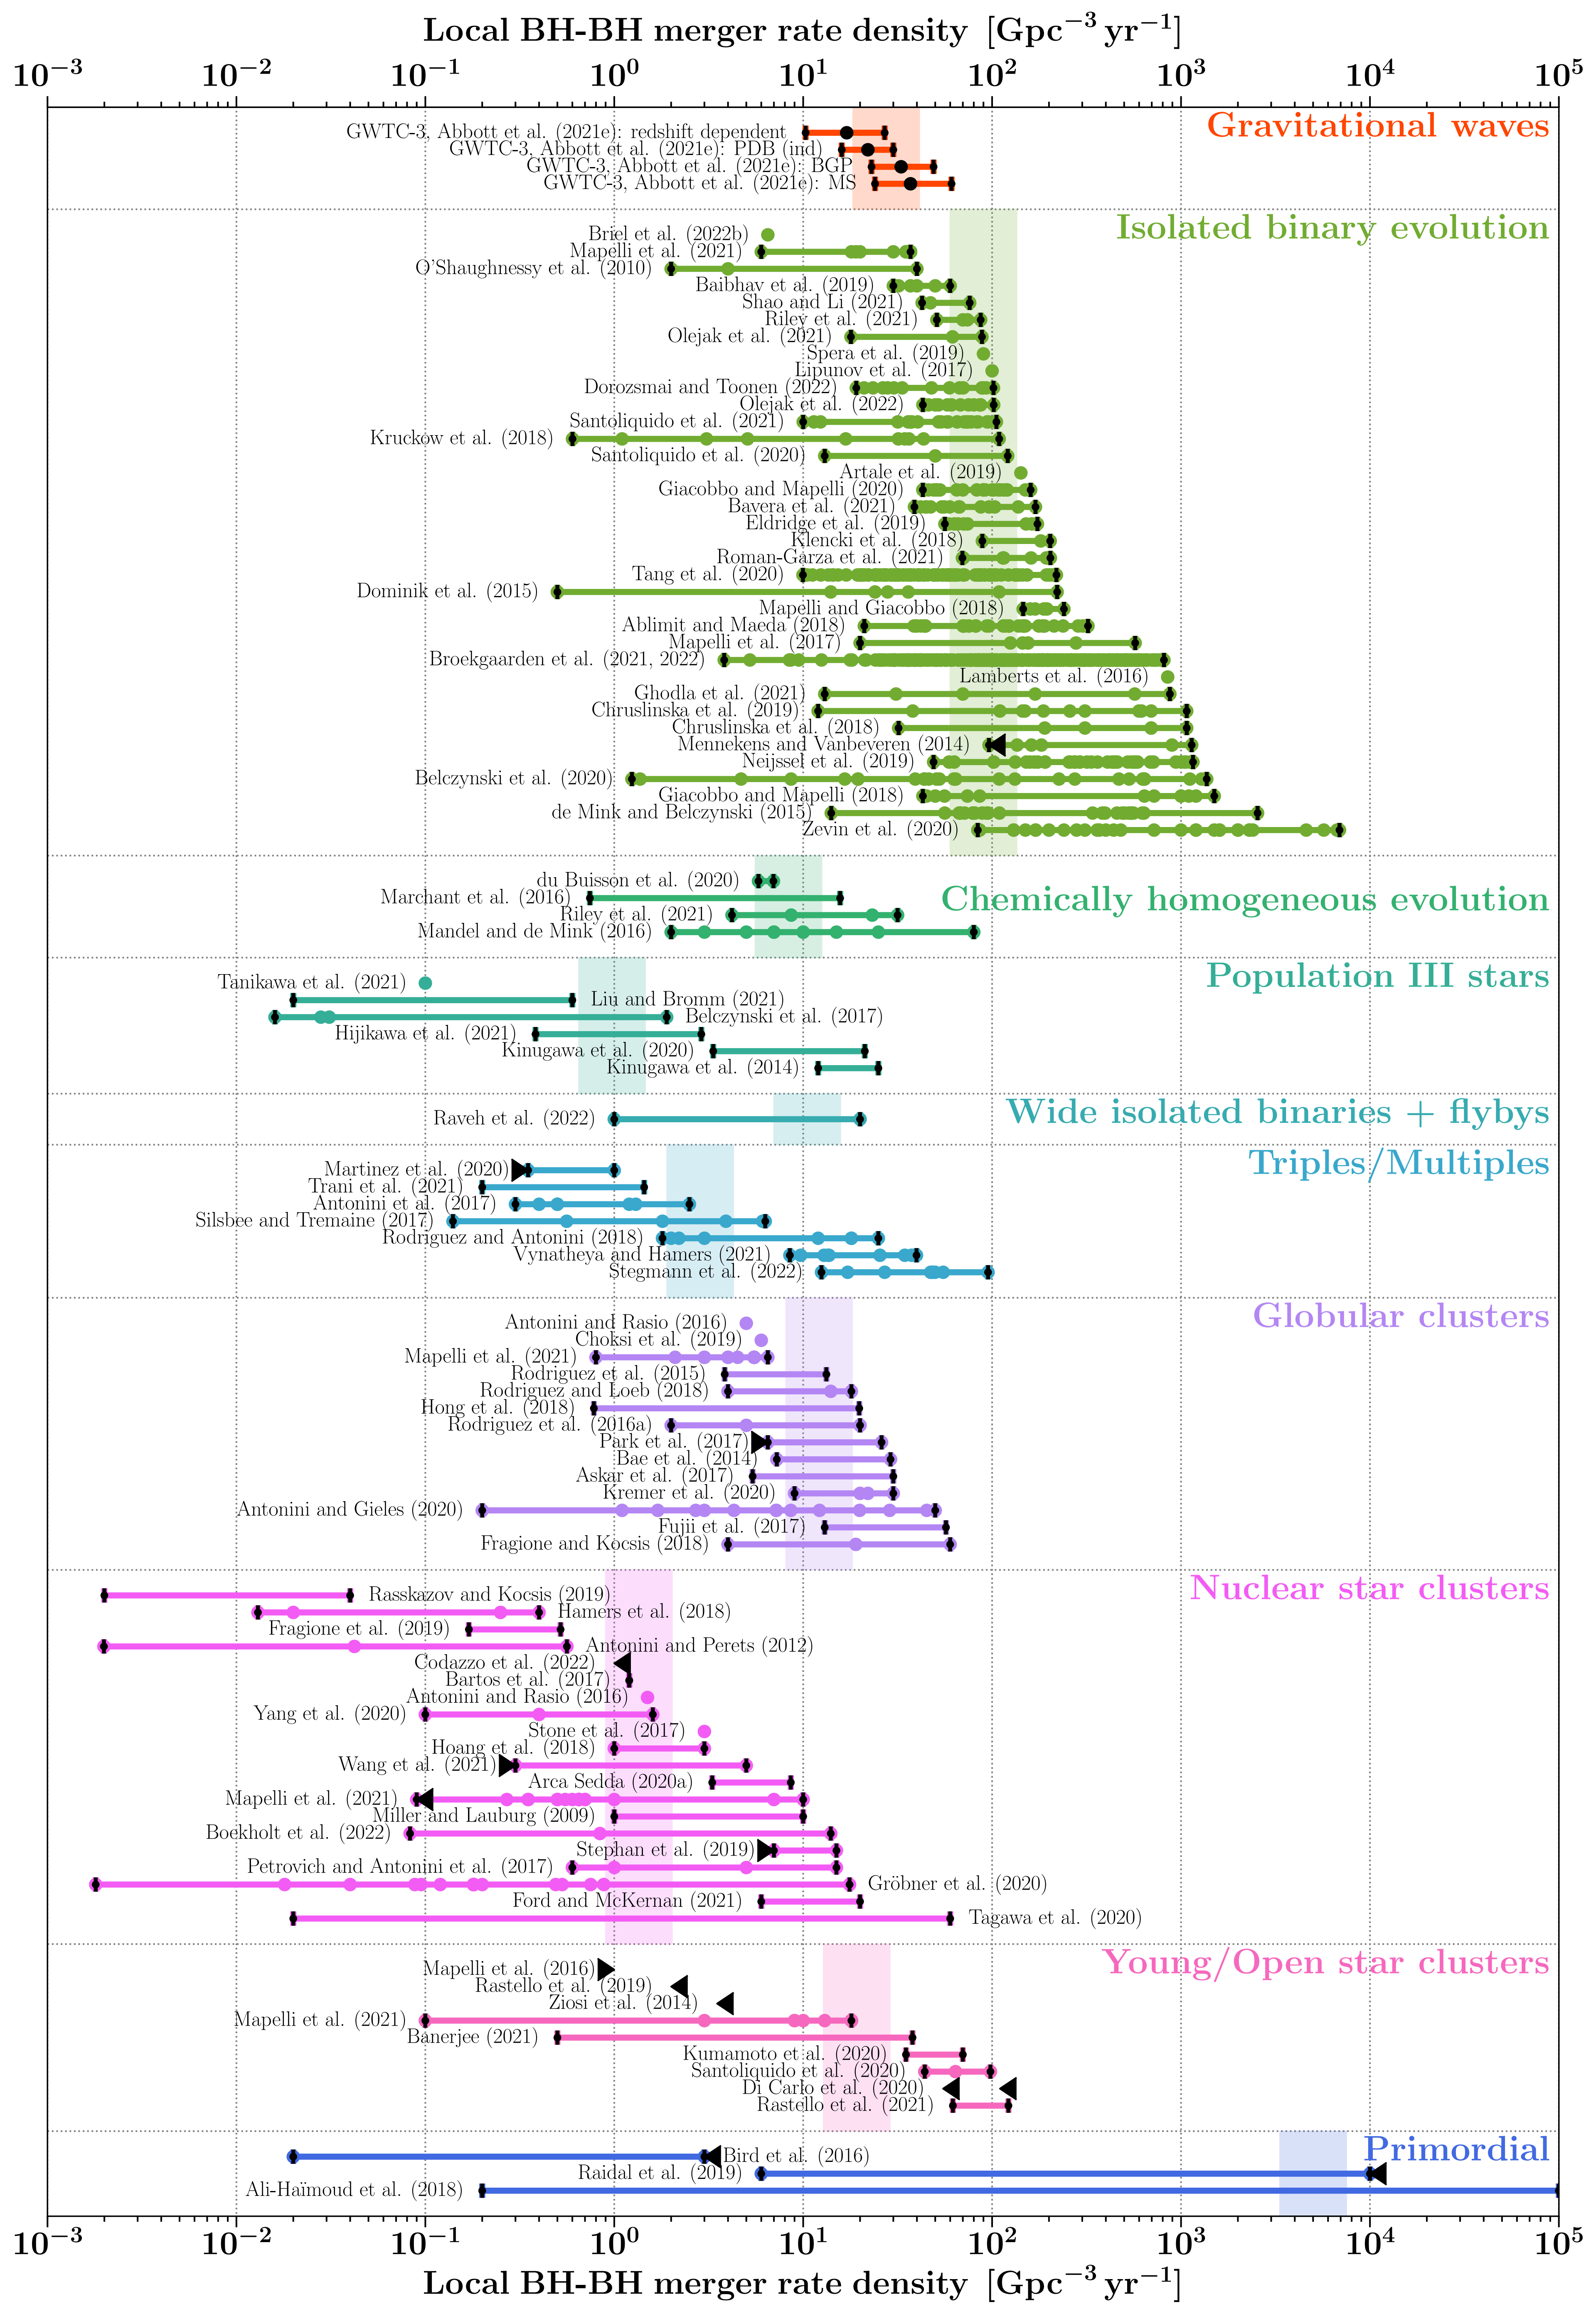 Local BH-BH merger rate density [Gpc⁻³ yr⁻¹]
10⁻³ 10⁻² 10⁻¹ 10⁰ 10¹ 10² 10³ 10⁴ 10⁵
Gravitational waves
GWTC-3, Abbott et al. (2021e): redshift dependent
GWTC-3, Abbott et al. (2021e): PDB (ind)
GWTC-3, Abbott et al. (2021e): BGP
GWTC-3, Abbott et al. (2021e): MS
Isolated binary evolution
Briel et al. (2022b)
Mapelli et al. (2021)
O'Shaughnessy et al. (2010)
Baibhav et al. (2019)
Shao and Li (2021)
Riley et al. (2021)
Olejak et al. (2021)
Spera et al. (2019)
Lipunov et al. (2017)
Dorozsmai and Toonen (2022)
Olejak et al. (2022)
Santoliquido et al. (2021)
Kruckow et al. (2018)
Santoliquido et al. (2020)
Artale et al. (2019)
Giacobbo and Mapelli (2020)
Bavera et al. (2021)
Eldridge et al. (2019)
Klencki et al. (2018)
Roman-Garza et al. (2021)
Tang et al. (2020)
Dominik et al. (2015)
Mapelli and Giacobbo (2018)
Ablimit and Maeda (2018)
Mapelli et al. (2017)
Broekgaarden et al. (2021, 2022)
Lamberts et al. (2016)
Ghodla et al. (2021)
Chruslinska et al. (2019)
Chruslinska et al. (2018)
Mennekens and Vanbeveren (2014)
Neijssel et al. (2019)
Belczynski et al. (2020)
Giacobbo and Mapelli (2018)
de Mink and Belczynski (2015)
Zevin et al. (2020)
Chemically homogeneous evolution
du Buisson et al. (2020)
Marchant et al. (2016)
Riley et al. (2021)
Mandel and de Mink (2016)
Population III stars
Tanikawa et al. (2021)
Liu and Bromm (2021)
Belczynski et al. (2017)
Hijikawa et al. (2021)
Kinugawa et al. (2020)
Kinugawa et al. (2014)
Wide isolated binaries + flybys
Raveh et al. (2022)
Triples/Multiples
Martinez et al. (2020)
Trani et al. (2021)
Antonini et al. (2017)
Silsbee and Tremaine (2017)
Rodriguez and Antonini (2018)
Vynatheya and Hamers (2021)
Stegmann et al. (2022)
Globular clusters
Antonini and Rasio (2016)
Choksi et al. (2019)
Mapelli et al. (2021)
Rodriguez et al. (2015)
Rodriguez and Loeb (2018)
Hong et al. (2018)
Rodriguez et al. (2016a)
Park et al. (2017)
Bae et al. (2014)
Askar et al. (2017)
Kremer et al. (2020)
Antonini and Gieles (2020)
Fujii et al. (2017)
Fragione and Kocsis (2018)
Nuclear star clusters
Rasskazov and Kocsis (2019)
Hamers et al. (2018)
Fragione et al. (2019)
Antonini and Perets (2012)
Codazzo et al. (2022)
Bartos et al. (2017)
Antonini and Rasio (2016)
Yang et al. (2020)
Stone et al. (2017)
Hoang et al. (2018)
Wang et al. (2021)
Arca Sedda (2020a)
Mapelli et al. (2021)
Miller and Lauburg (2009)
Boekholt et al. (2022)
Stephan et al. (2019)
Petrovich and Antonini et al. (2017)
Gröbner et al. (2020)
Ford and McKernan (2021)
Tagawa et al. (2020)
Young/Open star clusters
Mapelli et al. (2016)
Rastello et al. (2019)
Ziosi et al. (2014)
Mapelli et al. (2021)
Banerjee (2021)
Kumamoto et al. (2020)
Santoliquido et al. (2020)
Di Carlo et al. (2020)
Rastello et al. (2021)
Primordial
Bird et al. (2016)
Raidal et al. (2019)
Ali-Haïmoud et al. (2018)
10⁻³ 10⁻² 10⁻¹ 10⁰ 10¹ 10² 10³ 10⁴ 10⁵
Local BH-BH merger rate density [Gpc⁻³ yr⁻¹]